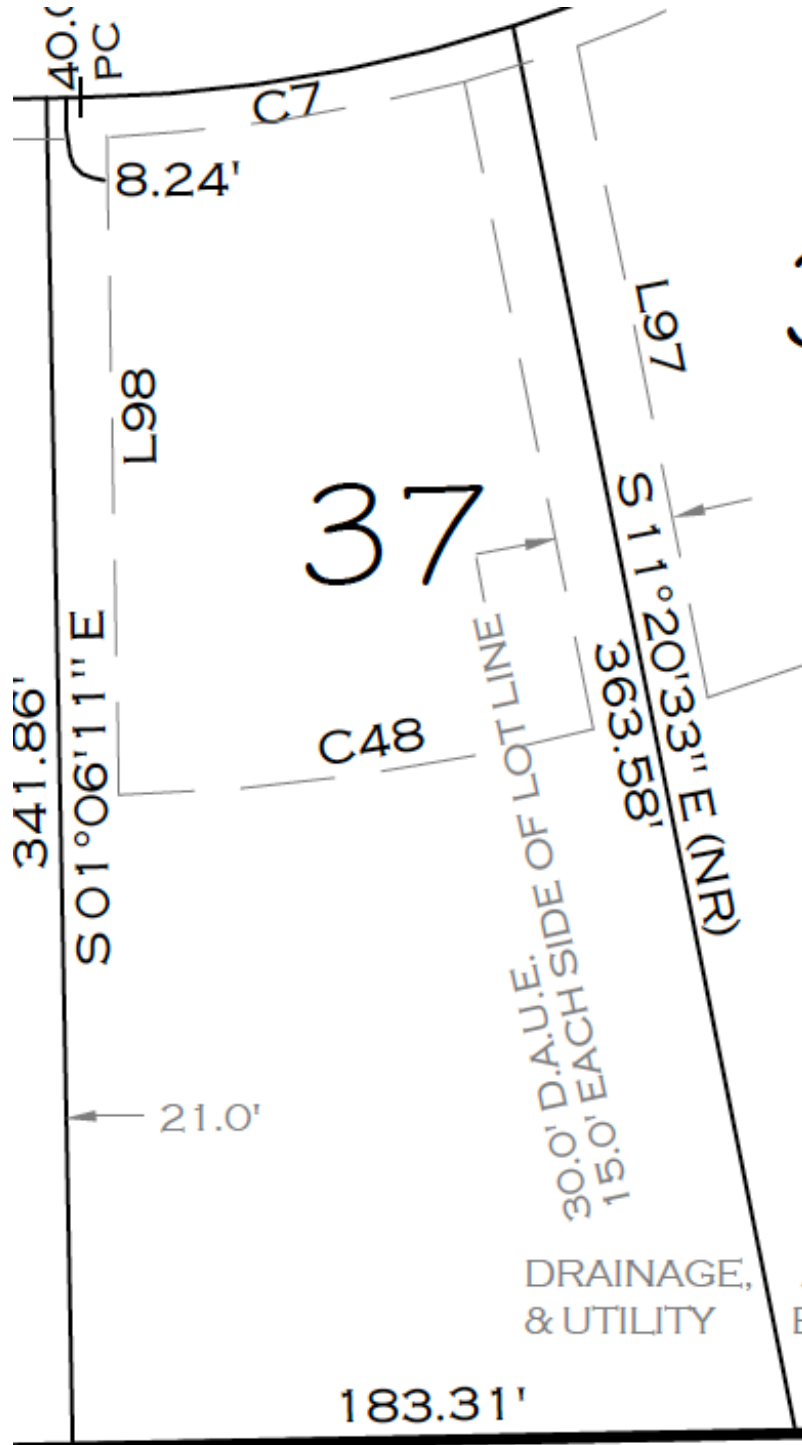 PC
C7
8.24'
L97
L98
37
S 11°20'33" E (NR)
363.58'
341.86'
S 01°06'11" E
C48
30.0' D.A.U.E.
15.0' EACH SIDE OF LOT LINE
21.0'
DRAINAGE,
& UTILITY
183.31'